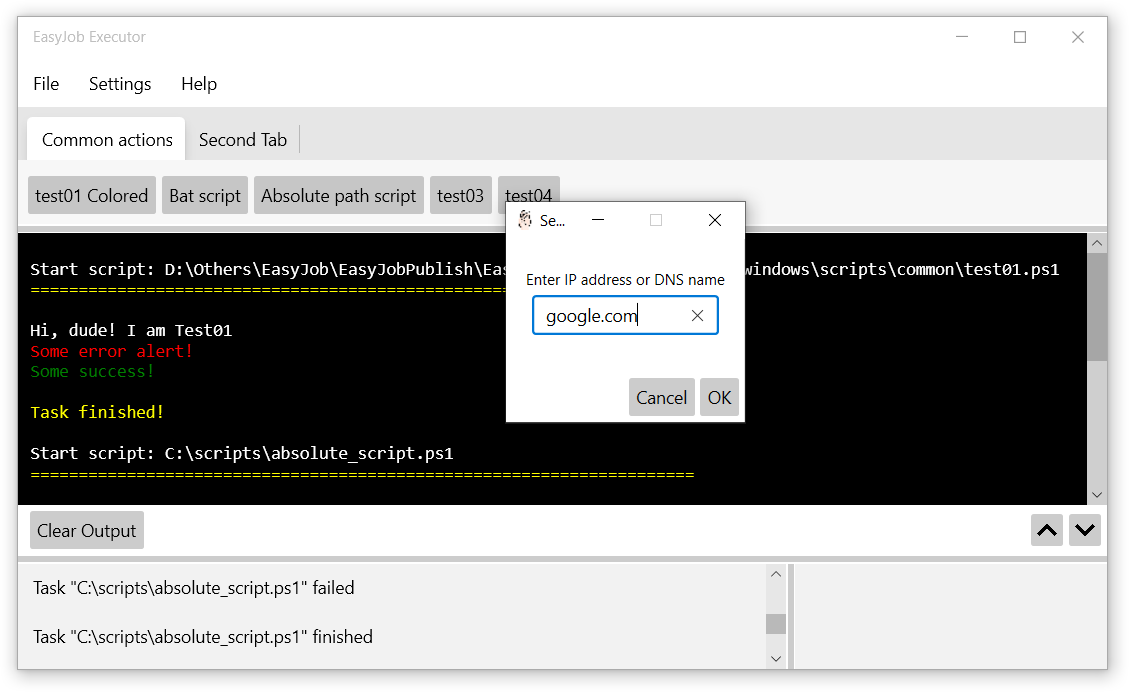 EasyJob Executor
File Settings Help
Common actions Second Tab
test01 Colored Bat script Absolute path script test03 test04
Se...
Start script: D:\Others\EasyJob\EasyJobPublish\Eas
windows\scripts\common\test01.ps1
======================================================
Enter IP address or DNS name
google.com
Cancel OK
Hi, dude! I am Test01
Some error alert!
Some success!
Task finished!
Start script: C:\scripts\absolute_script.ps1
=====================================================================
Clear Output
Task "C:\scripts\absolute_script.ps1" failed
Task "C:\scripts\absolute_script.ps1" finished